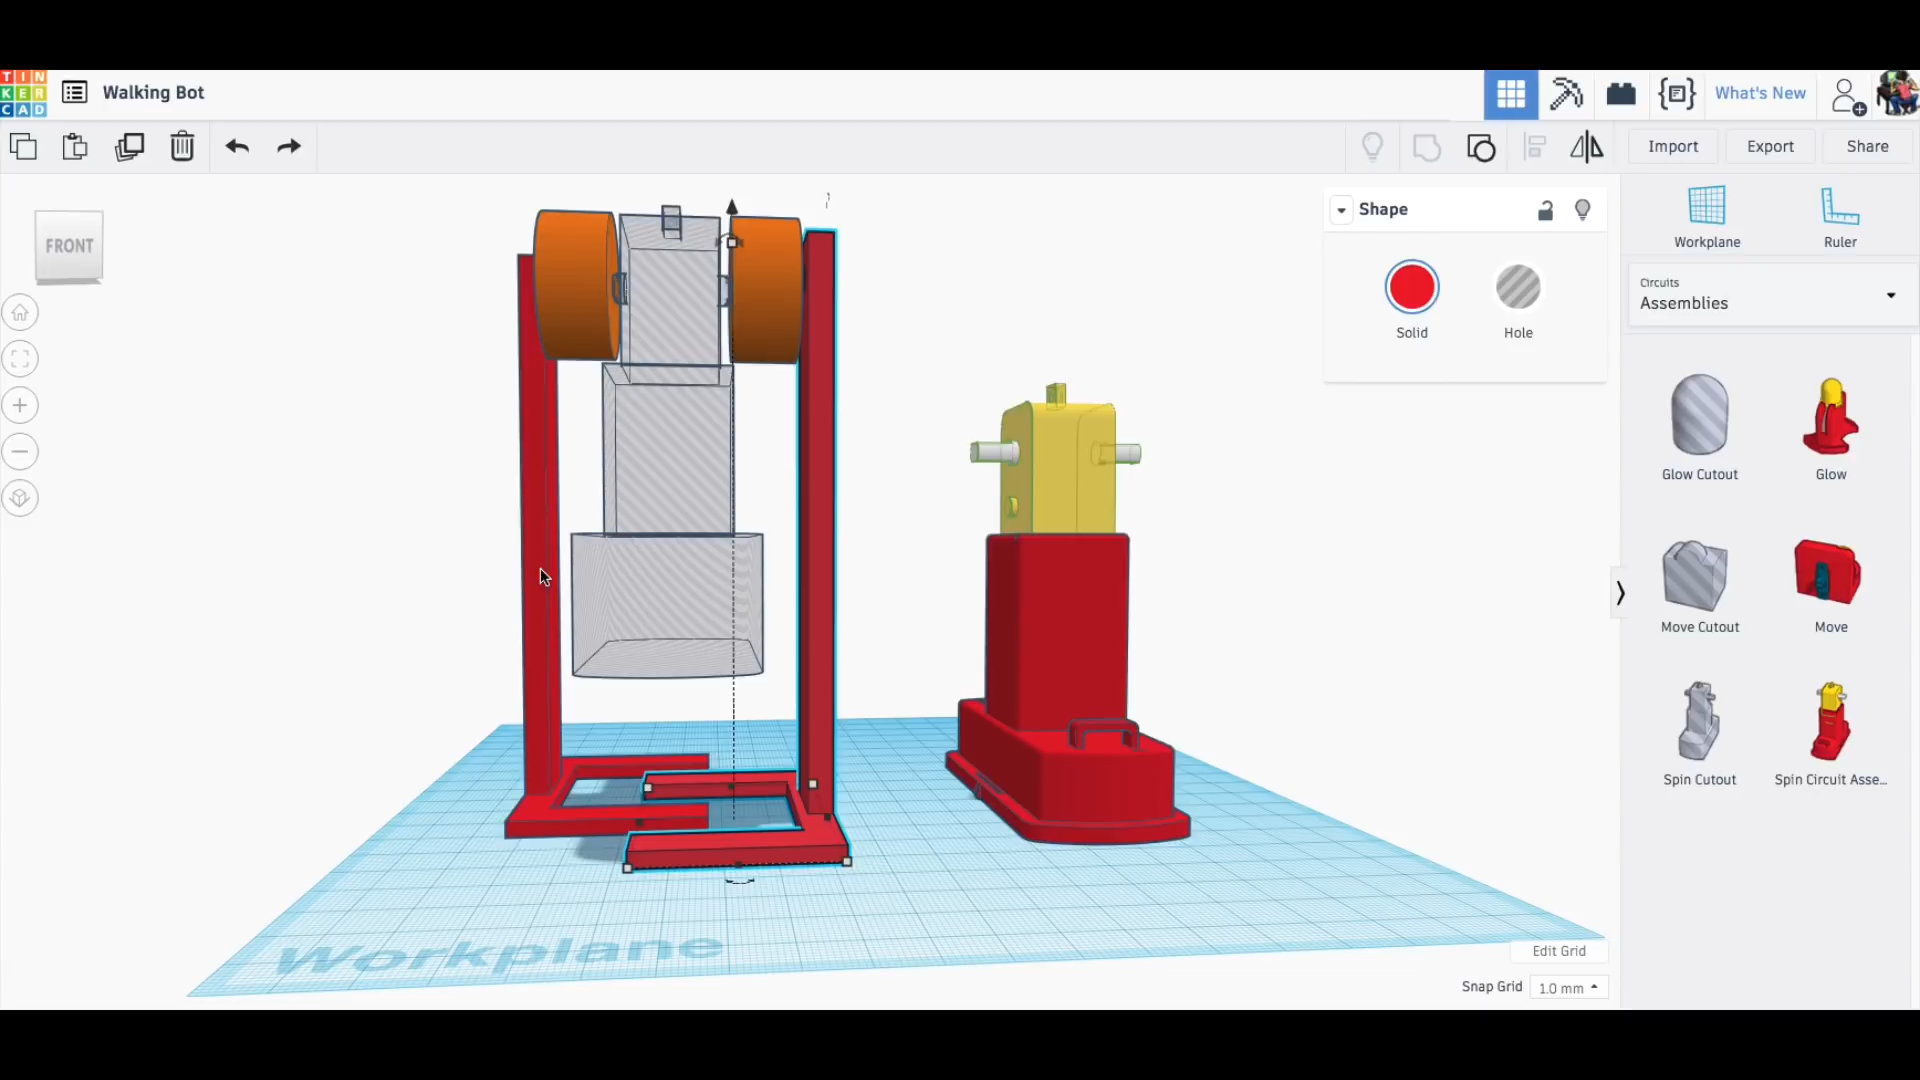 TIN
KER
CAD
Walking Bot
What's New
Import
Export
Share
FRONT
Shape
Solid
Hole
Workplane
Ruler
Circuits
Assemblies
Glow Cutout
Glow
Move Cutout
Move
Spin Cutout
Spin Circuit Asse...
Workplane
Edit Grid
Snap Grid
1.0 mm